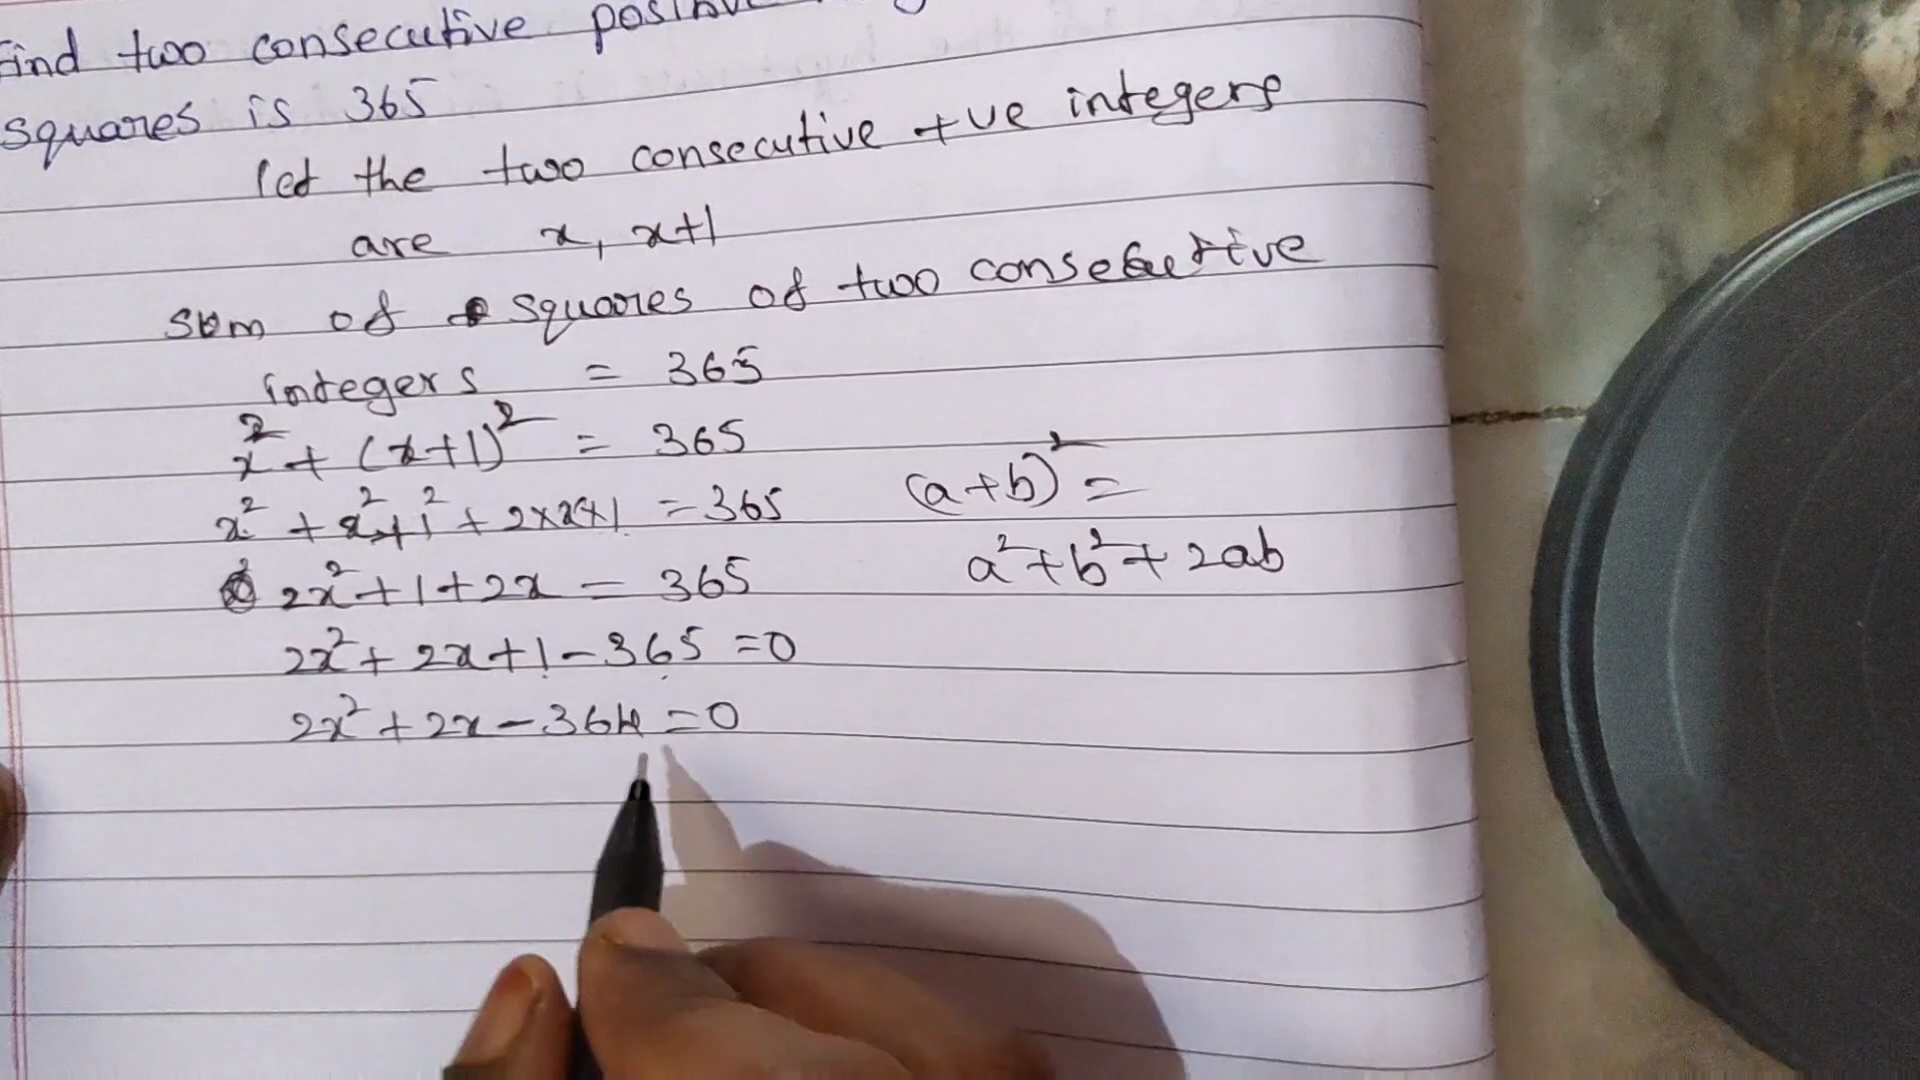 Find two consecutive
squares is 365
let the two consecutive +ve integers
are x, x+1
sum of squares of two consecutive
integers = 365
x² + (x+1)² = 365
x² + x²+1² + 2×x×1 = 365
2x²+1+2x = 365
2x²+2x+1-365 =0
2x²+2x-364=0
(a+b)² =
a²+b²+2ab